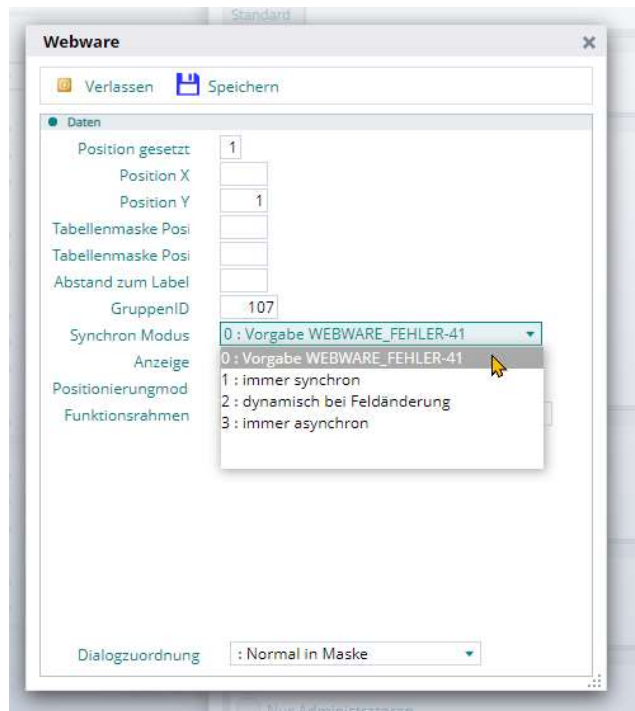 Standard
Webware
Verlassen Speichern
Daten
Position gesetzt 1
Position X
Position Y 1
Tabellenmaske Posi
Tabellenmaske Posi
Abstand zum Label
GruppenID 107
Synchron Modus 0 : Vorgabe WEBWARE_FEHLER-41
Anzeige 0 : Vorgabe WEBWARE_FEHLER-41
1 : immer synchron
Positionierungmod 2 : dynamisch bei Feldänderung
Funktionsrahmen 3 : immer asynchron
Dialogzuordnung : Normal in Maske
Nur Administratoren